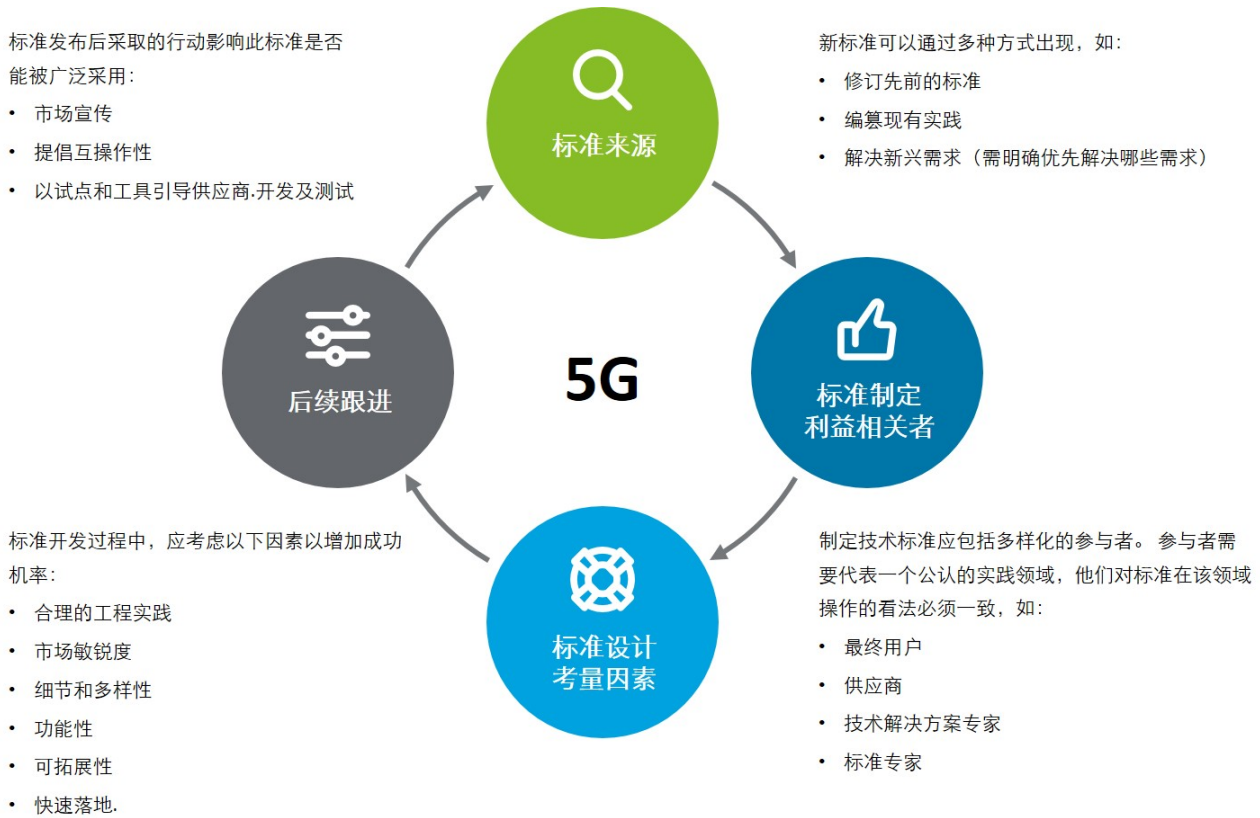 标准发布后采取的行动影响此标准是否
能被广泛采用：
• 市场宣传
• 提倡互操作性
• 以试点和工具引导供应商.开发及测试
标准来源
新标准可以通过多种方式出现，如：
• 修订先前的标准
• 编篡现有实践
• 解决新兴需求（需明确优先解决哪些需求）
后续跟进
5G
标准制定
利益相关者
标准开发过程中，应考虑以下因素以增加成功
机率：
• 合理的工程实践
• 市场敏锐度
• 细节和多样性
• 功能性
• 可拓展性
• 快速落地.
标准设计
考量因素
制定技术标准应包括多样化的参与者。 参与者需
要代表一个公认的实践领域，他们对标准在该领域
操作的看法必须一致，如：
• 最终用户
• 供应商
• 技术解决方案专家
• 标准专家